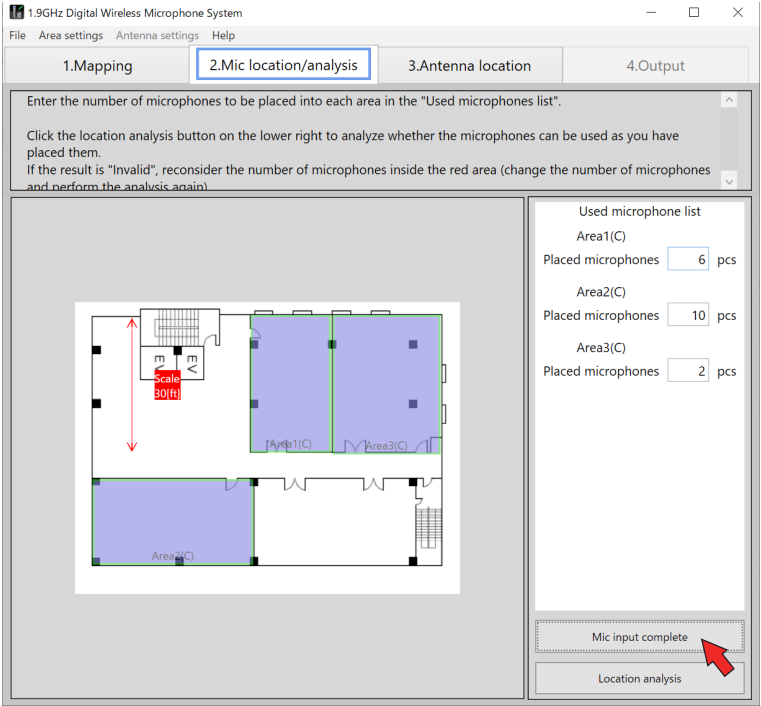 1.9GHz Digital Wireless Microphone System
File Area settings Antenna settings Help
1.Mapping
2.Mic location/analysis
3.Antenna location
4.Output
Enter the number of microphones to be placed into each area in the "Used microphones list".
Click the location analysis button on the lower right to analyze whether the microphones can be used as you have
placed them.
If the result is "Invalid", reconsider the number of microphones inside the red area (change the number of microphones
and perform the analysis again)
EV
EV
Scale
30[ft]
Area1(C)
Area3(C)
Area2(C)
Used microphone list
Area1(C)
Placed microphones 6 pcs
Area2(C)
Placed microphones 10 pcs
Area3(C)
Placed microphones 2 pcs
Mic input complete
Location analysis